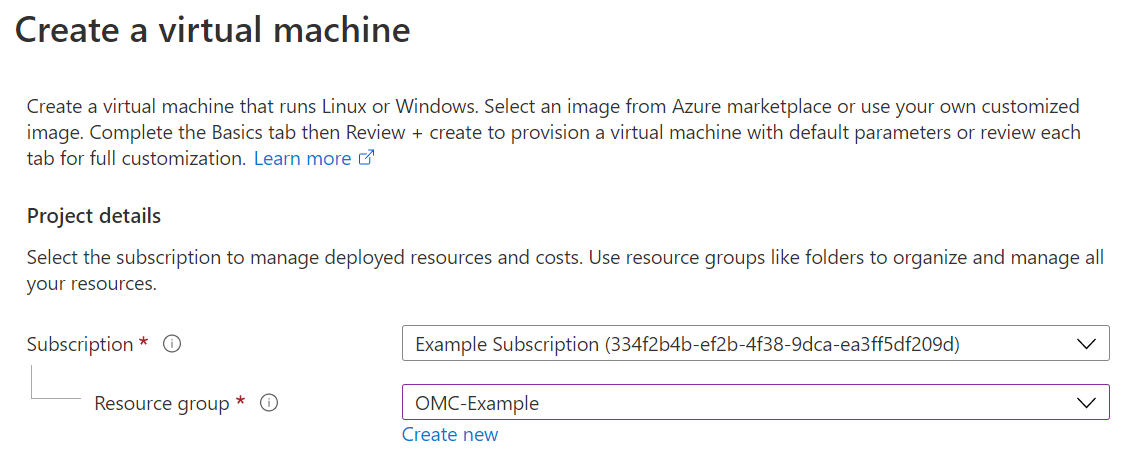 Create a virtual machine
Create a virtual machine that runs Linux or Windows. Select an image from Azure marketplace or use your own customized
image. Complete the Basics tab then Review + create to provision a virtual machine with default parameters or review each
tab for full customization. Learn more
Project details
Select the subscription to manage deployed resources and costs. Use resource groups like folders to organize and manage all
your resources.
Subscription * Example Subscription (334f2b4b-ef2b-4f38-9dca-ea3ff5df209d)
Resource group * OMC-Example
Create new